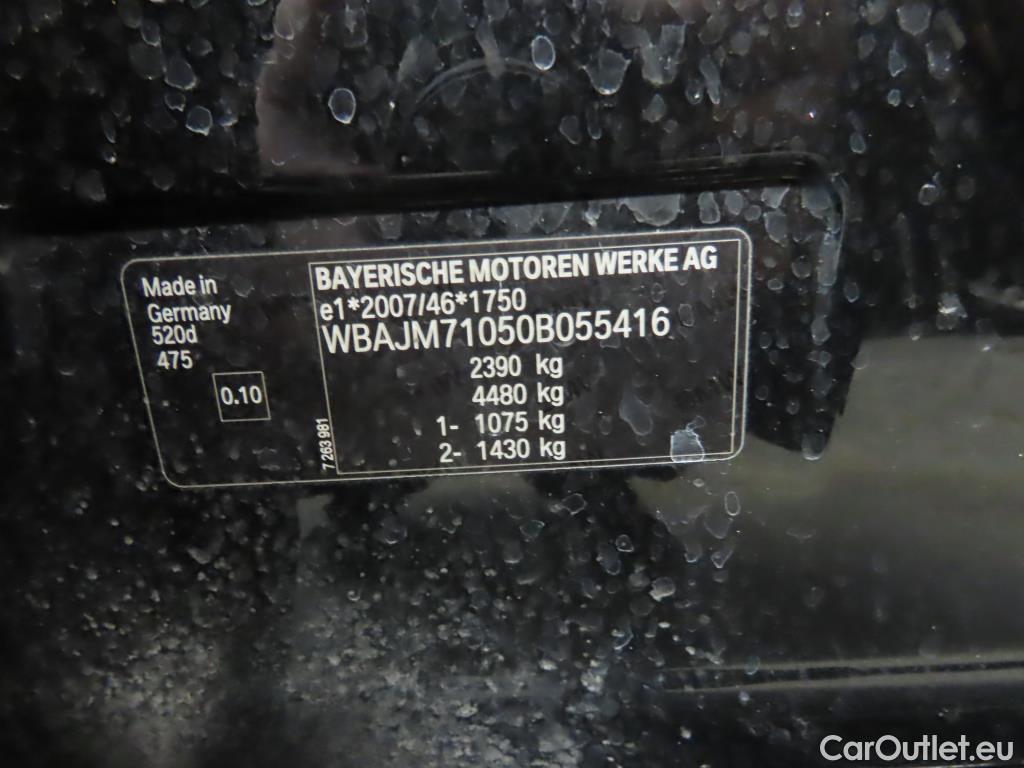 Made in
Germany
520d
475
0.10
7 263 981
BAYERISCHE MOTOREN WERKE AG
e1*2007/46*1750
WBAJM71050B055416
2390 kg
4480 kg
1- 1075 kg
2- 1430 kg
CarOutlet.eu